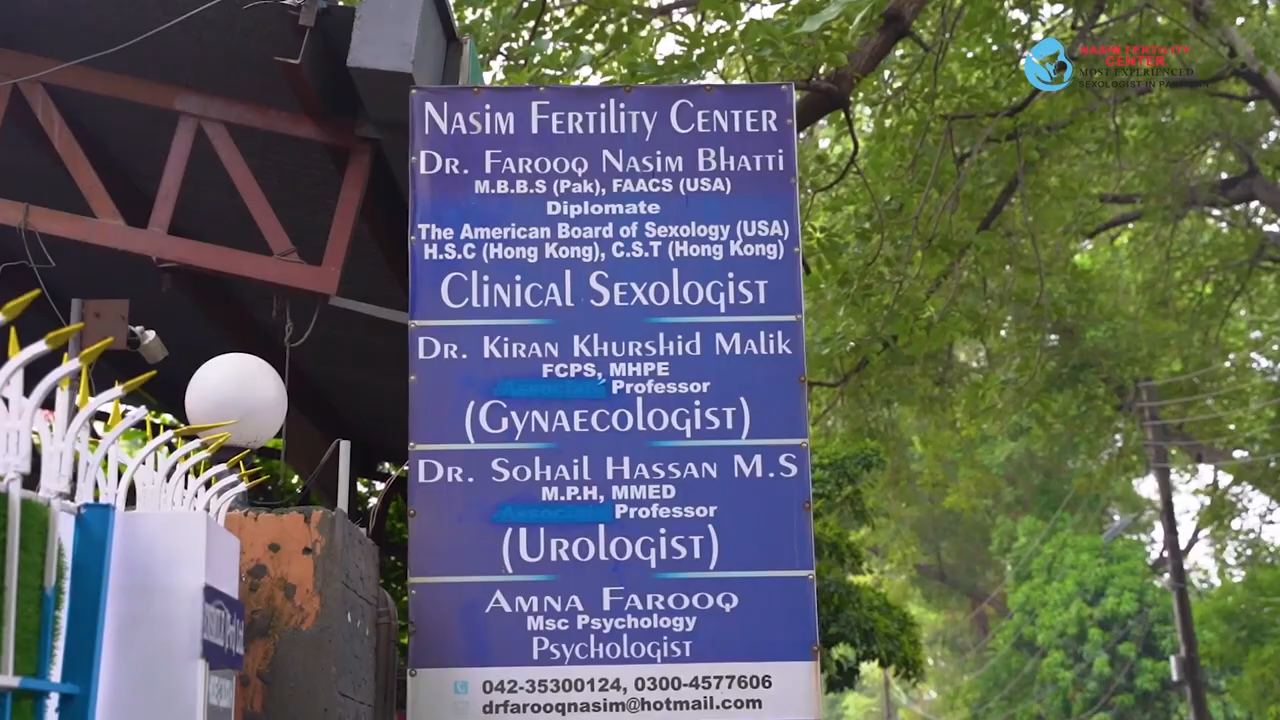 NASIM FERTILITY CENTER
MOST EXPERIENCED
SEXOLOGIST IN
NASIM FERTILITY CENTER
DR. FAROOQ NASIM BHATTI
M.B.B.S (Pak), FAACS (USA)
Diplomate
The American Board of Sexology (USA)
H.S.C (Hong Kong), C.S.T (Hong Kong)
CLINICAL SEXOLOGIST
DR. KIRAN KHURSHID MALIK
FCPS, MHPE
Professor
(GYNAECOLOGIST)
DR. SOHAIL HASSAN M.S
M.P.H, MMED
Professor
(UROLOGIST)
AMNA FAROOQ
Msc Psychology
Psychologist
042-35300124, 0300-4577606
drfarooqnasim@hotmail.com